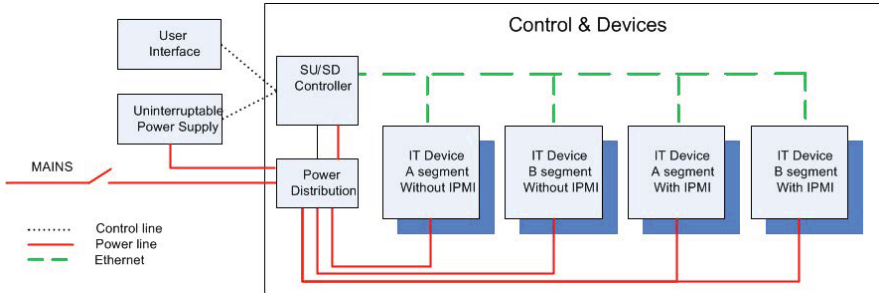 Control & Devices
User
Interface
SU/SD
Controller
Uninterruptable
Power Supply
IT Device
A segment
Without IPMI
IT Device
B segment
Without IPMI
IT Device
A segment
With IPMI
IT Device
B segment
With IPMI
MAINS
Power
Distribution
Control line
Power line
Ethernet